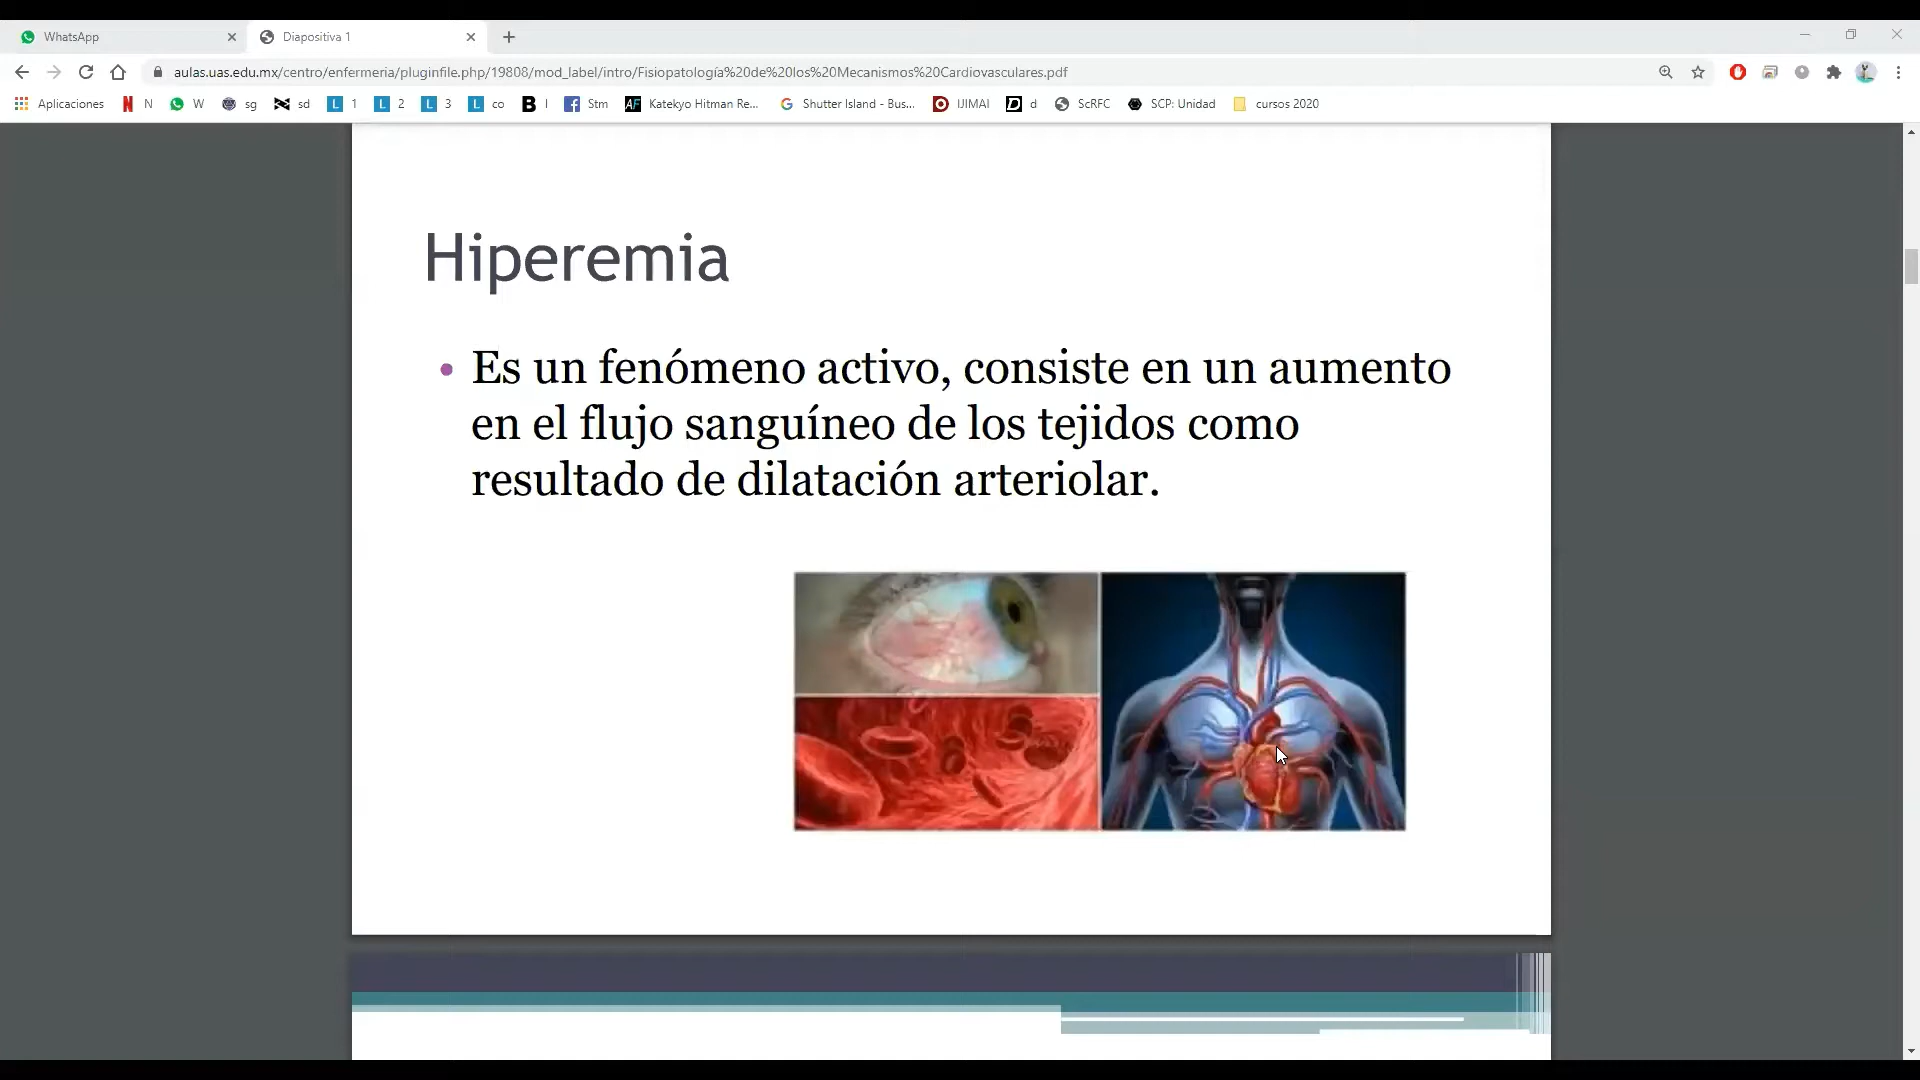 WhatsApp
Diapositiva 1
aulas.uas.edu.mx/centro/enfermeria/pluginfile.php/19808/mod_label/intro/Fisiopatología%20de%20los%20Mecanismos%20Cardiovasculares.pdf
Aplicaciones N W sg sd 1 2 3 co I Stm Katekyo Hitman Re... Shutter Island - Bus... IJIMAI d ScRFC SCP: Unidad cursos 2020
Hiperemia
Es un fenómeno activo, consiste en un aumento
en el flujo sanguíneo de los tejidos como
resultado de dilatación arteriolar.